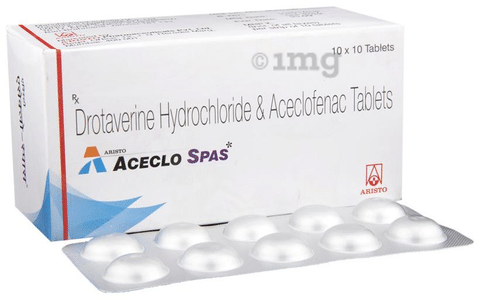 1mg
10 x 10 Tablets
Rx
Drotaverine Hydrochloride & Aceclofenac Tablets
ARISTO
ACECLO SPAS*
ARISTO